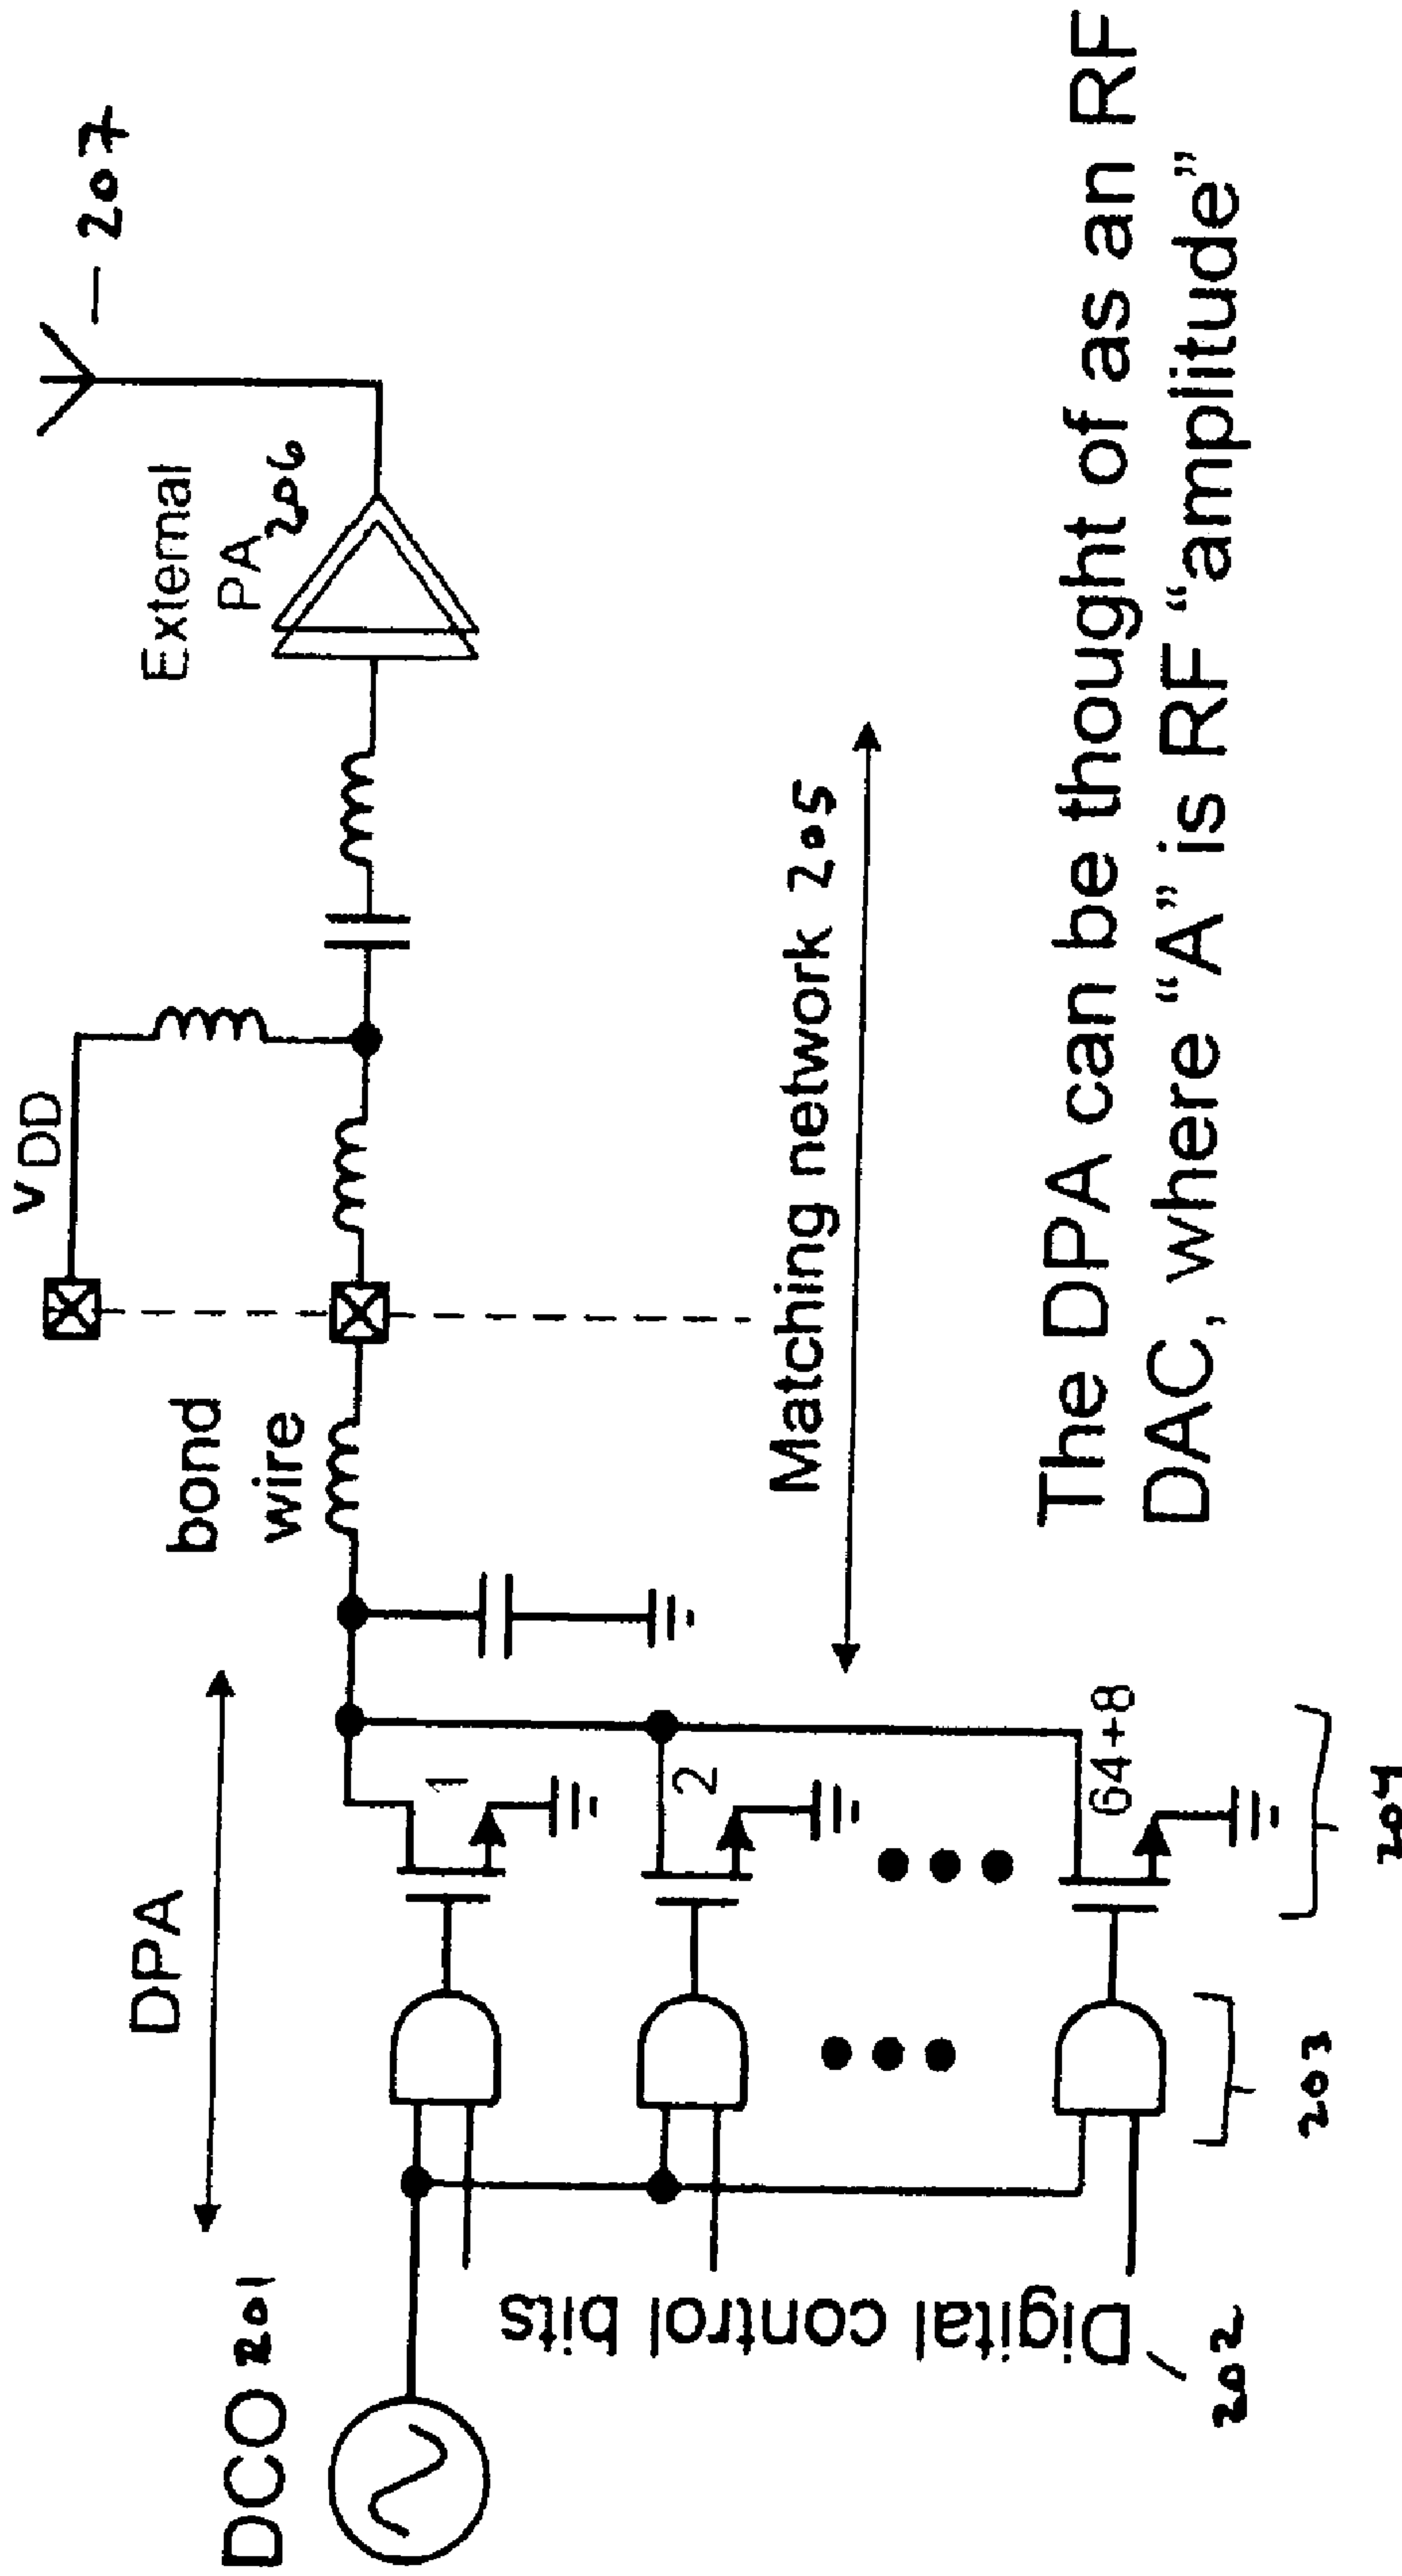 DCO 201
DPA
bond
wire
VDD
External
PA 206
207
1
2
64+8
Digital control bits
202
203
204
Matching network 205
The DPA can be thought of as an RF
DAC, where “A” is RF “amplitude”